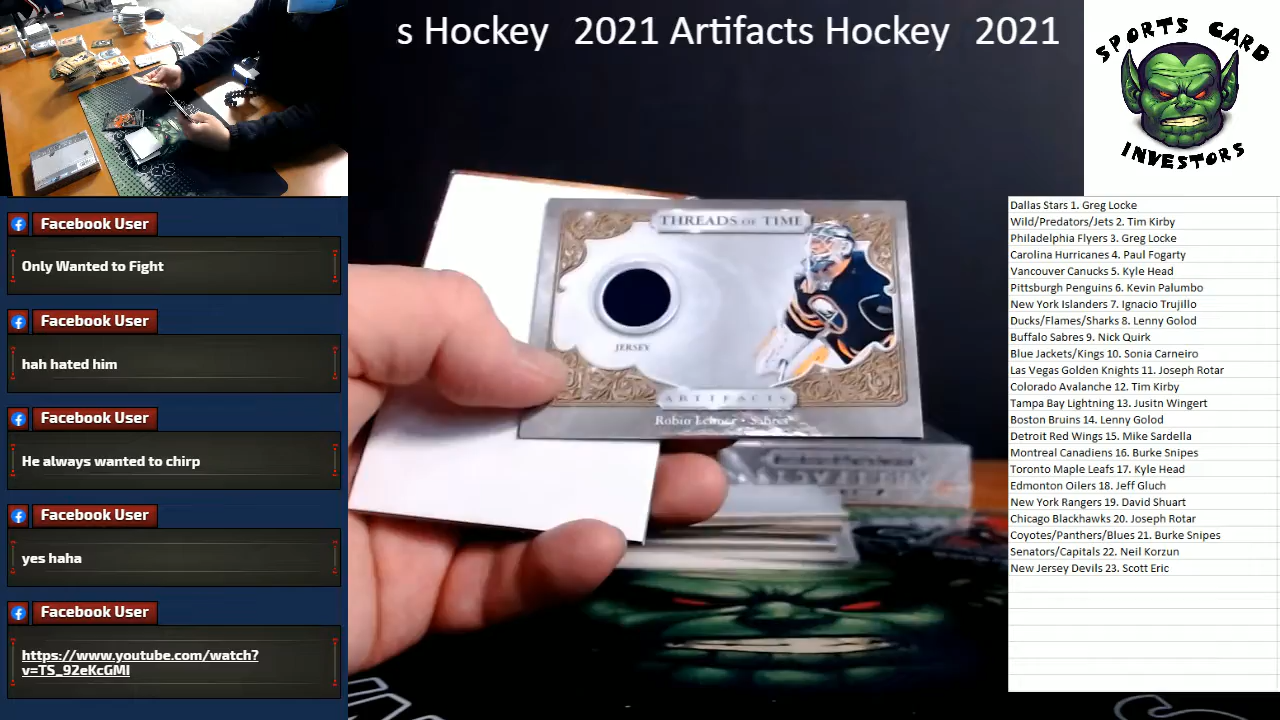 s Hockey 2021 Artifacts Hockey 2021
SPORTS CARD
INVESTORS
Facebook User
Only Wanted to Fight
Facebook User
hah hated him
Facebook User
He always wanted to chirp
Facebook User
yes haha
Facebook User
https://www.youtube.com/watch?
v=TS_92eKcGMI
THREADS OF TIME
JERSEY
ARTIFACTS
Robin Lehner • Sabres
Dallas Stars 1. Greg Locke
Wild/Predators/Jets 2. Tim Kirby
Philadelphia Flyers 3. Greg Locke
Carolina Hurricanes 4. Paul Fogarty
Vancouver Canucks 5. Kyle Head
Pittsburgh Penguins 6. Kevin Palumbo
New York Islanders 7. Ignacio Trujillo
Ducks/Flames/Sharks 8. Lenny Golod
Buffalo Sabres 9. Nick Quirk
Blue Jackets/Kings 10. Sonia Carneiro
Las Vegas Golden Knights 11. Joseph Rotar
Colorado Avalanche 12. Tim Kirby
Tampa Bay Lightning 13. Jusitn Wingert
Boston Bruins 14. Lenny Golod
Detroit Red Wings 15. Mike Sardella
Montreal Canadiens 16. Burke Snipes
Toronto Maple Leafs 17. Kyle Head
Edmonton Oilers 18. Jeff Gluch
New York Rangers 19. David Shuart
Chicago Blackhawks 20. Joseph Rotar
Coyotes/Panthers/Blues 21. Burke Snipes
Senators/Capitals 22. Neil Korzun
New Jersey Devils 23. Scott Eric